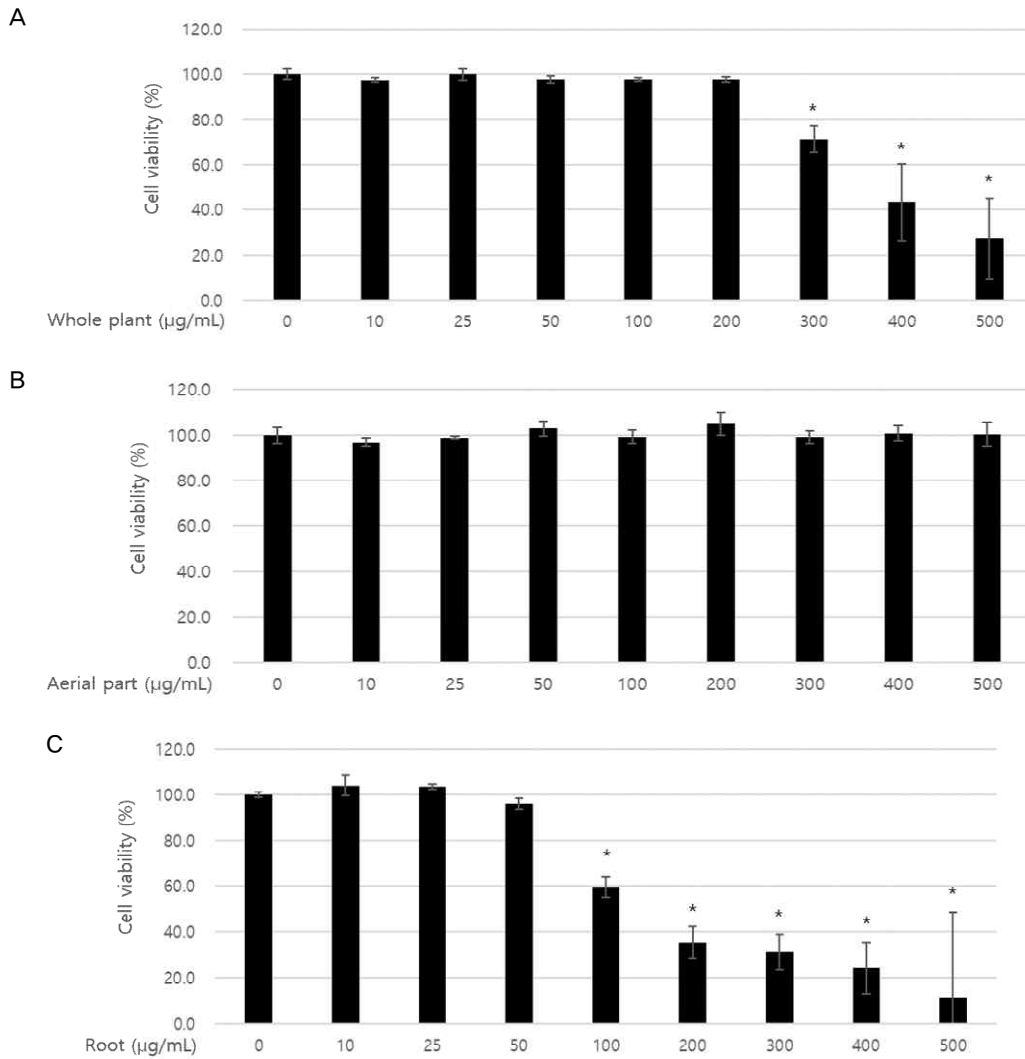 A
120.0
100.0
80.0
60.0
40.0
20.0
0.0
Cell viability (%)
* * *
Whole plant (µg/mL) 0 10 25 50 100 200 300 400 500
B
120.0
100.0
80.0
60.0
40.0
20.0
0.0
Cell viability (%)
Aerial part (µg/mL) 0 10 25 50 100 200 300 400 500
C
120.0
100.0
80.0
60.0
40.0
20.0
0.0
Cell viability (%)
* * * * *
Root (µg/mL) 0 10 25 50 100 200 300 400 500